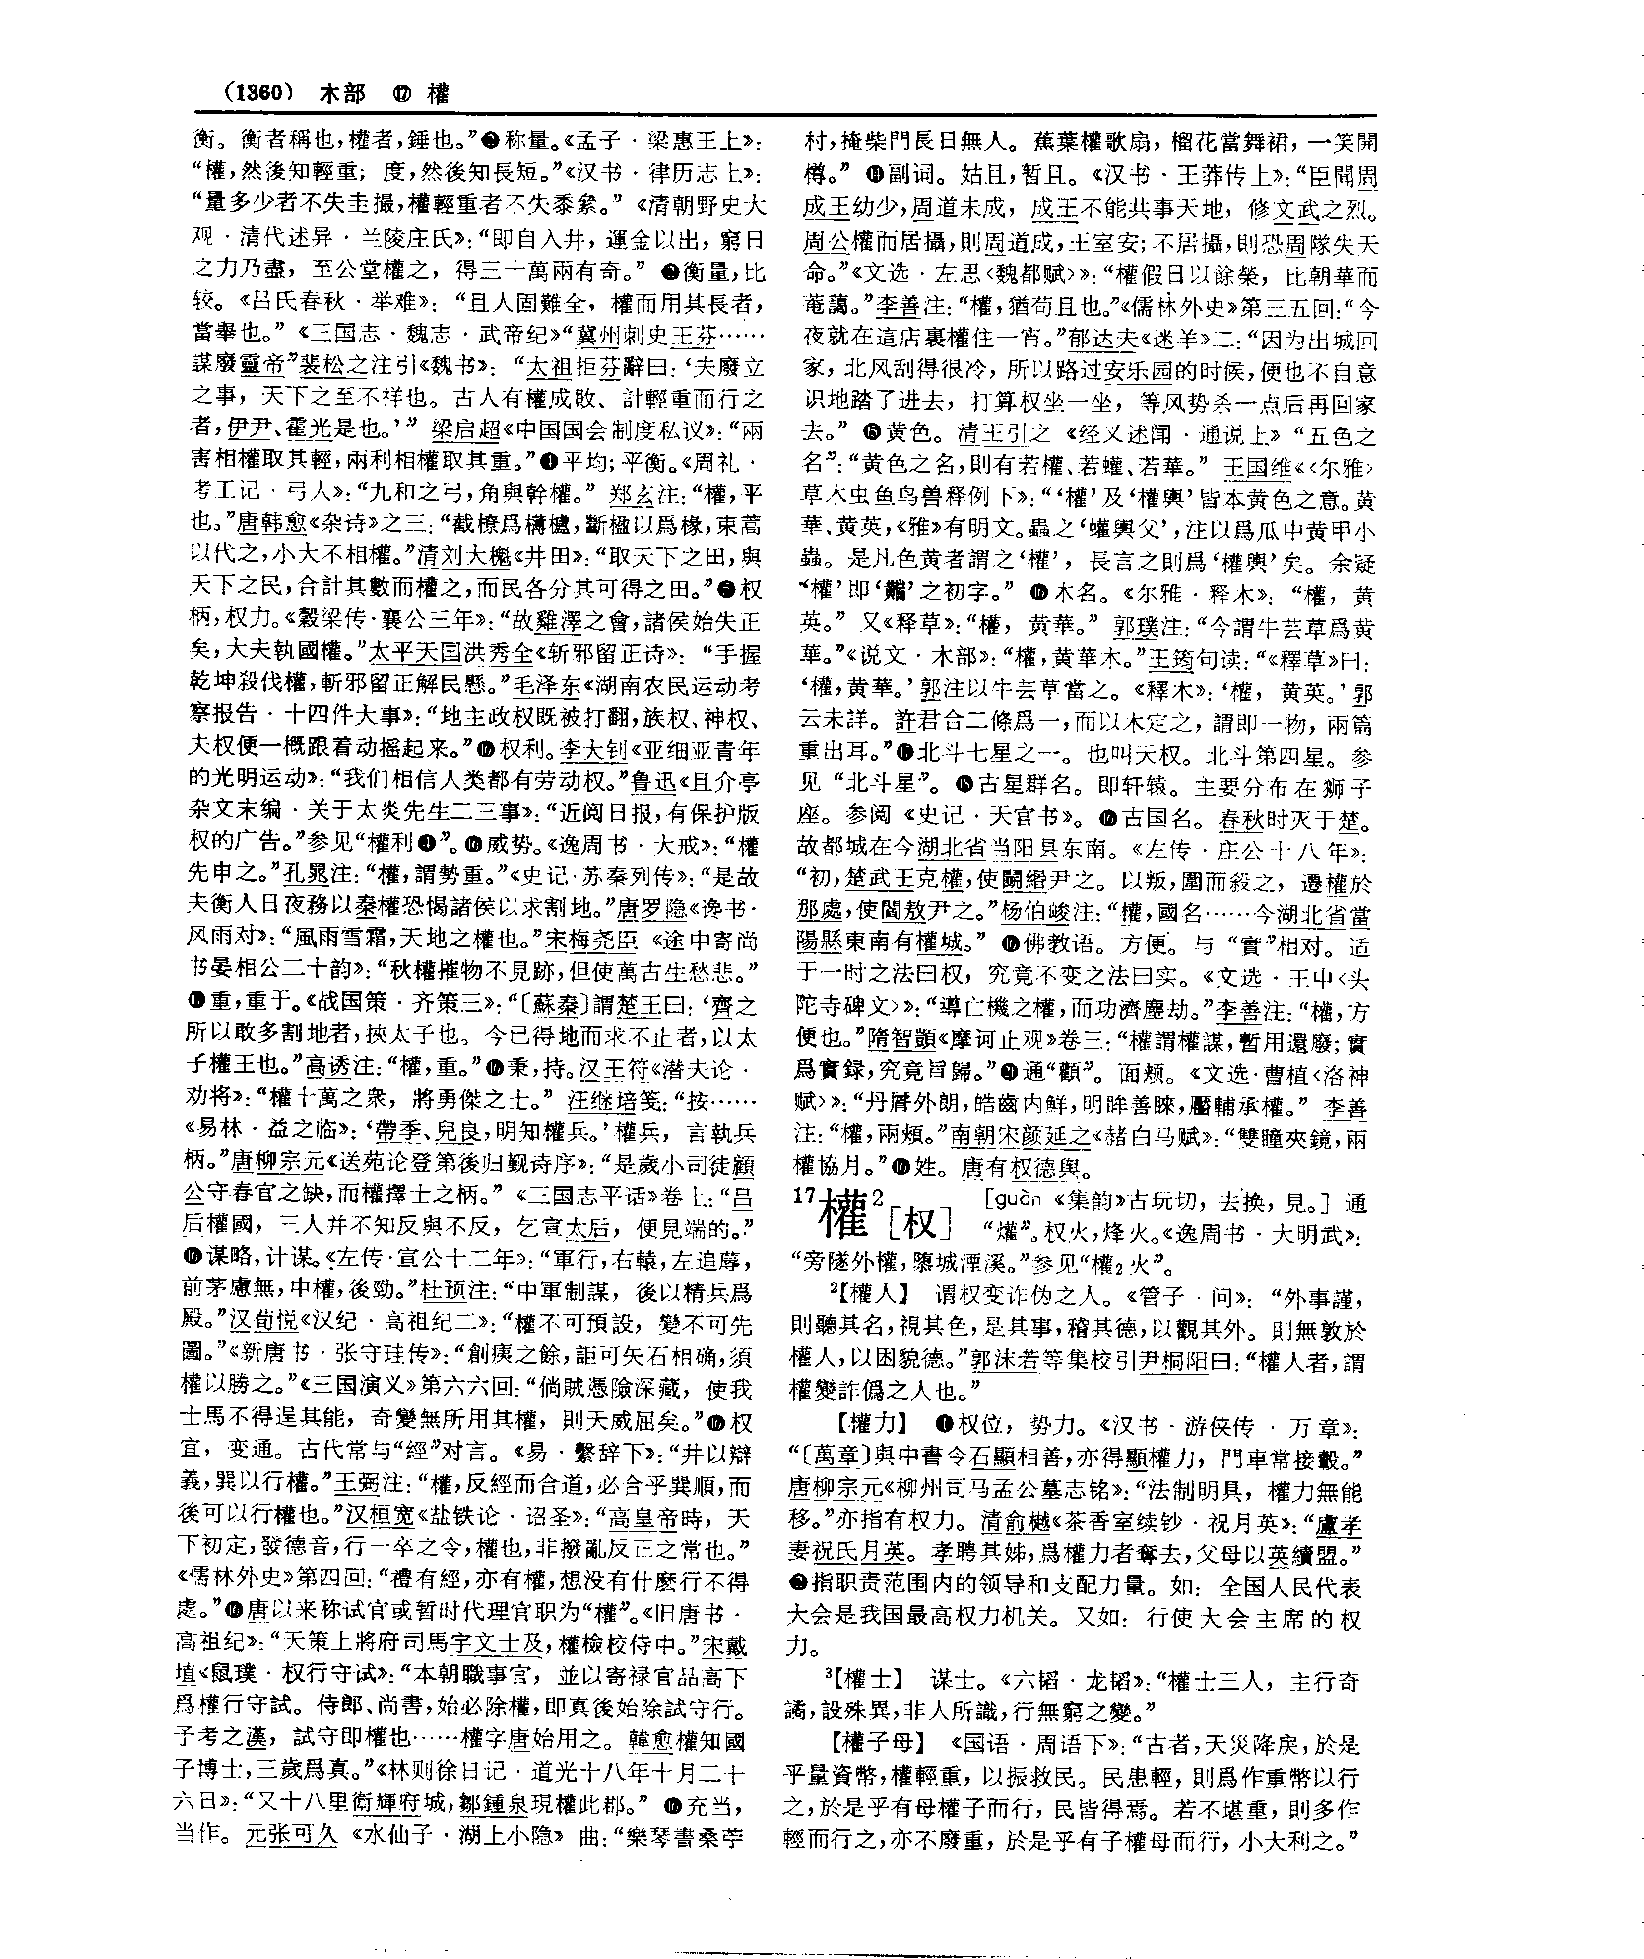 (1360) 木部 ⑰ 權
衡。衡者稱也，權者，錘也。”❷称量。《孟子·梁惠王上》：
“權，然後知輕重；度，然後知長短。”《汉书·律历志上》：
“量多少者不失圭撮，權輕重者不失黍絫。”《清朝野史大
观·清代述异·兰陵庄氏》：“即自入井，運金以出，窮日
之力乃盡，至公堂權之，得三十萬兩有奇。”❸衡量，比
较。《吕氏春秋·举难》：“且人固難全，權而用其長者，
當舉也。”《三国志·魏志·武帝纪》“冀州刺史王芬……
謀廢靈帝”裴松之注引《魏书》：“太祖拒芬辭曰：‘夫廢立
之事，天下之至不祥也。古人有權成敗、計輕重而行之
者，伊尹、霍光是也。’”梁启超《中国国会制度私议》：“兩
害相權取其輕，兩利相權取其重。”❹平均；平衡。《周礼·
考工记·弓人》：“九和之弓，角與幹權。”郑玄注：“權，平
也。”唐韩愈《杂诗》之三：“截橑爲欂櫨，斲楹以爲椽，束蒿
以代之，小大不相權。”清刘大櫆《井田》：“取天下之田，與
天下之民，合計其數而權之，而民各分其可得之田。”❺权
柄，权力。《穀梁传·襄公三年》：“故雞澤之會，諸侯始失正
矣，大夫執國權。”太平天囯洪秀全《斩邪留正诗》：“手握
乾坤殺伐權，斬邪留正解民懸。”毛泽东《湖南农民运动考
察报告·十四件大事》：“地主政权既被打翻，族权、神权、
夫权便一概跟着动摇起来。”❻权利。李大钊《亚细亚青年
的光明运动》：“我们相信人类都有劳动权。”鲁迅《且介亭
杂文末编·关于太炎先生二三事》：“近阅日报，有保护版
权的广告。”参见“權利❹”。❼威势。《逸周书·大戒》：“權
先申之。”孔晁注：“權，謂勢重。”《史记·苏秦列传》：“是故
夫衡人日夜務以秦權恐愒諸侯以求割地。”唐罗隐《谗书·
风雨对》：“風雨雪霜，天地之權也。”宋梅尧臣《途中寄尚
书晏相公二十韵》：“秋權摧物不見跡，但使萬古生愁悲。”
❽重，重于。《战国策·齐策三》：“〔蘇秦〕謂楚王曰：‘齊之
所以敢多割地者，挾太子也。今已得地而求不止者，以太
子權王也。”高诱注：“權，重。”❾秉，持。汉王符《潜夫论·
劝将》：“權十萬之衆，將勇傑之士。”汪继培笺：“按……
《易林·益之临》：‘帶季、兒良，明知權兵。’權兵，言執兵
柄。”唐柳宗元《送苑论登第後归觐诗序》：“是歲小司徒顧
公守春官之缺，而權擇士之柄。”《三国志平话》卷上：“吕
后權國，三人并不知反與不反，乞宣太后，便見端的。”
❿谋略，计谋。《左传·宣公十二年》：“軍行，右轅，左追蓐，
前茅慮無，中權，後勁。”杜预注：“中軍制謀，後以精兵爲
殿。”汉荀悦《汉纪·高祖纪二》：“權不可預設，變不可先
圖。”《新唐书·张守珪传》：“創痍之餘，詎可矢石相确，須
權以勝之。”《三国演义》第六六回：“倘賊憑險深藏，使我
士馬不得逞其能，奇變無所用其權，則天威屈矣。”⓫权
宜，变通。古代常与“經”对言。《易·繫辞下》：“井以辯
義，巽以行權。”王弼注：“權，反經而合道，必合乎巽順，而
後可以行權也。”汉桓宽《盐铁论·诏圣》：“高皇帝時，天
下初定，發德音，行一卒之令，權也，非撥亂反正之常也。”
《儒林外史》第四回：“禮有經，亦有權，想没有什麼行不得
處。”⓬唐以来称试官或暂时代理官职为“權”。《旧唐书·
高祖纪》：“天策上將府司馬宇文士及，權檢校侍中。”宋戴
埴《鼠璞·权行守试》：“本朝職事官，並以寄禄官品高下
爲權行守試。侍郎、尚書，始必除權，即真後始除試守行。
予考之漢，試守即權也……權字唐始用之。韓愈權知國
子博士，三歲爲真。”《林则徐日记·道光十八年十月二十
六日》：“又十八里衛輝府城，鄒鍾泉現權此郡。”⓭充当，
当作。元张可久《水仙子·湖上小隐》曲：“樂琴書桑苧
村，掩柴門長日無人。蕉葉權歌扇，榴花當舞裙，一笑開
樽。”⓮副词。姑且，暂且。《汉书·王莽传上》：“臣聞周
成王幼少，周道未成，成王不能共事天地，修文武之烈。
周公權而居攝，則周道成，王室安；不居攝，則恐周隊失天
命。”《文选·左思〈魏都赋〉》：“權假日以餘榮，比朝華而
菴藹。”李善注：“權，猶苟且也。”《儒林外史》第三五回：“今
夜就在這店裏權住一宵。”郁达夫《迷羊》二：“因为出城回
家，北风刮得很冷，所以路过安乐园的时候，便也不自意
识地踏了进去，打算权坐一坐，等风势杀一点后再回家
去。”⓯黄色。清王引之《经义述闻·通说上》“五色之
名”：“黄色之名，則有若權、若蠸、若華。”王国维《〈尔雅〉
草木虫鱼鸟兽释例下》：“‘權’及‘權輿’皆本黄色之意。黄
華、黄英，《雅》有明文。蟲之‘蠸輿父’，注以爲瓜中黄甲小
蟲。是凡色黄者謂之‘權’，長言之則爲‘權輿’矣。余疑
‘權’即‘䵎’之初字。”⓰木名。《尔雅·释木》：“權，黄
英。”又《释草》：“權，黄華。”郭璞注：“今謂牛芸草爲黄
華。”《说文·木部》：“權，黄華木。”王筠句读：“《釋草》曰：
‘權，黄華。’郭注以牛芸草當之。《釋木》：‘權，黄英。’郭
云未詳。許君合二條爲一，而以木定之，謂即一物，兩篇
重出耳。”⓱北斗七星之一。也叫天权。北斗第四星。参
见“北斗星”。⓲古星群名。即轩辕。主要分布在狮子
座。参阅《史记·天官书》。⓳古国名。春秋时灭于楚。
故都城在今湖北省当阳县东南。《左传·庄公十八年》：
“初，楚武王克權，使鬬緡尹之。以叛，圍而殺之，遷權於
那處，使閻敖尹之。”杨伯峻注：“權，國名……今湖北省當
陽縣東南有權城。”⓴佛教语。方便。与“實”相对。适
于一时之法曰权，究竟不变之法曰实。《文选·王屮〈头
陀寺碑文〉》：“導亡機之權，而功濟塵劫。”李善注：“權，方
便也。”隋智顗《摩诃止观》卷三：“權謂權謀，暫用還廢；實
爲實録，究竟旨歸。”㉑通“顴”。面颊。《文选·曹植〈洛神
赋〉》：“丹脣外朗，皓齒内鮮，明眸善睞，靨輔承權。”李善
注：“權，兩頰。”南朝宋颜延之《赭白马赋》：“雙瞳夾鏡，兩
權協月。”㉒姓。唐有权德舆。
17權2［权］ ［guàn《集韵》古玩切，去换，見。］通
“爟”。权火，烽火。《逸周书·大明武》：
“旁隧外權，隳城湮溪。”参见“權2火”。
2【權人】 谓权变诈伪之人。《管子·问》：“外事謹，
則聽其名，視其色，是其事，稽其德，以觀其外。則無敦於
權人，以困貌德。”郭沫若等集校引尹桐阳曰：“權人者，謂
權變詐僞之人也。”
【權力】 ❶权位，势力。《汉书·游侠传·万章》：
“〔萬章〕與中書令石顯相善，亦得顯權力，門車常接轂。”
唐柳宗元《柳州司马孟公墓志铭》：“法制明具，權力無能
移。”亦指有权力。清俞樾《茶香室续钞·祝月英》：“盧孝
妻祝氏月英。孝聘其姊，爲權力者奪去，父母以英續盟。”
❷指职责范围内的领导和支配力量。如：全国人民代表
大会是我国最高权力机关。又如：行使大会主席的权
力。
3【權士】 谋士。《六韬·龙韬》：“權士三人，主行奇
譎，設殊異，非人所識，行無窮之變。”
【權子母】 《国语·周语下》：“古者，天災降戾，於是
乎量資幣，權輕重，以振救民。民患輕，則爲作重幣以行
之，於是乎有母權子而行，民皆得焉。若不堪重，則多作
輕而行之，亦不廢重，於是乎有子權母而行，小大利之。”